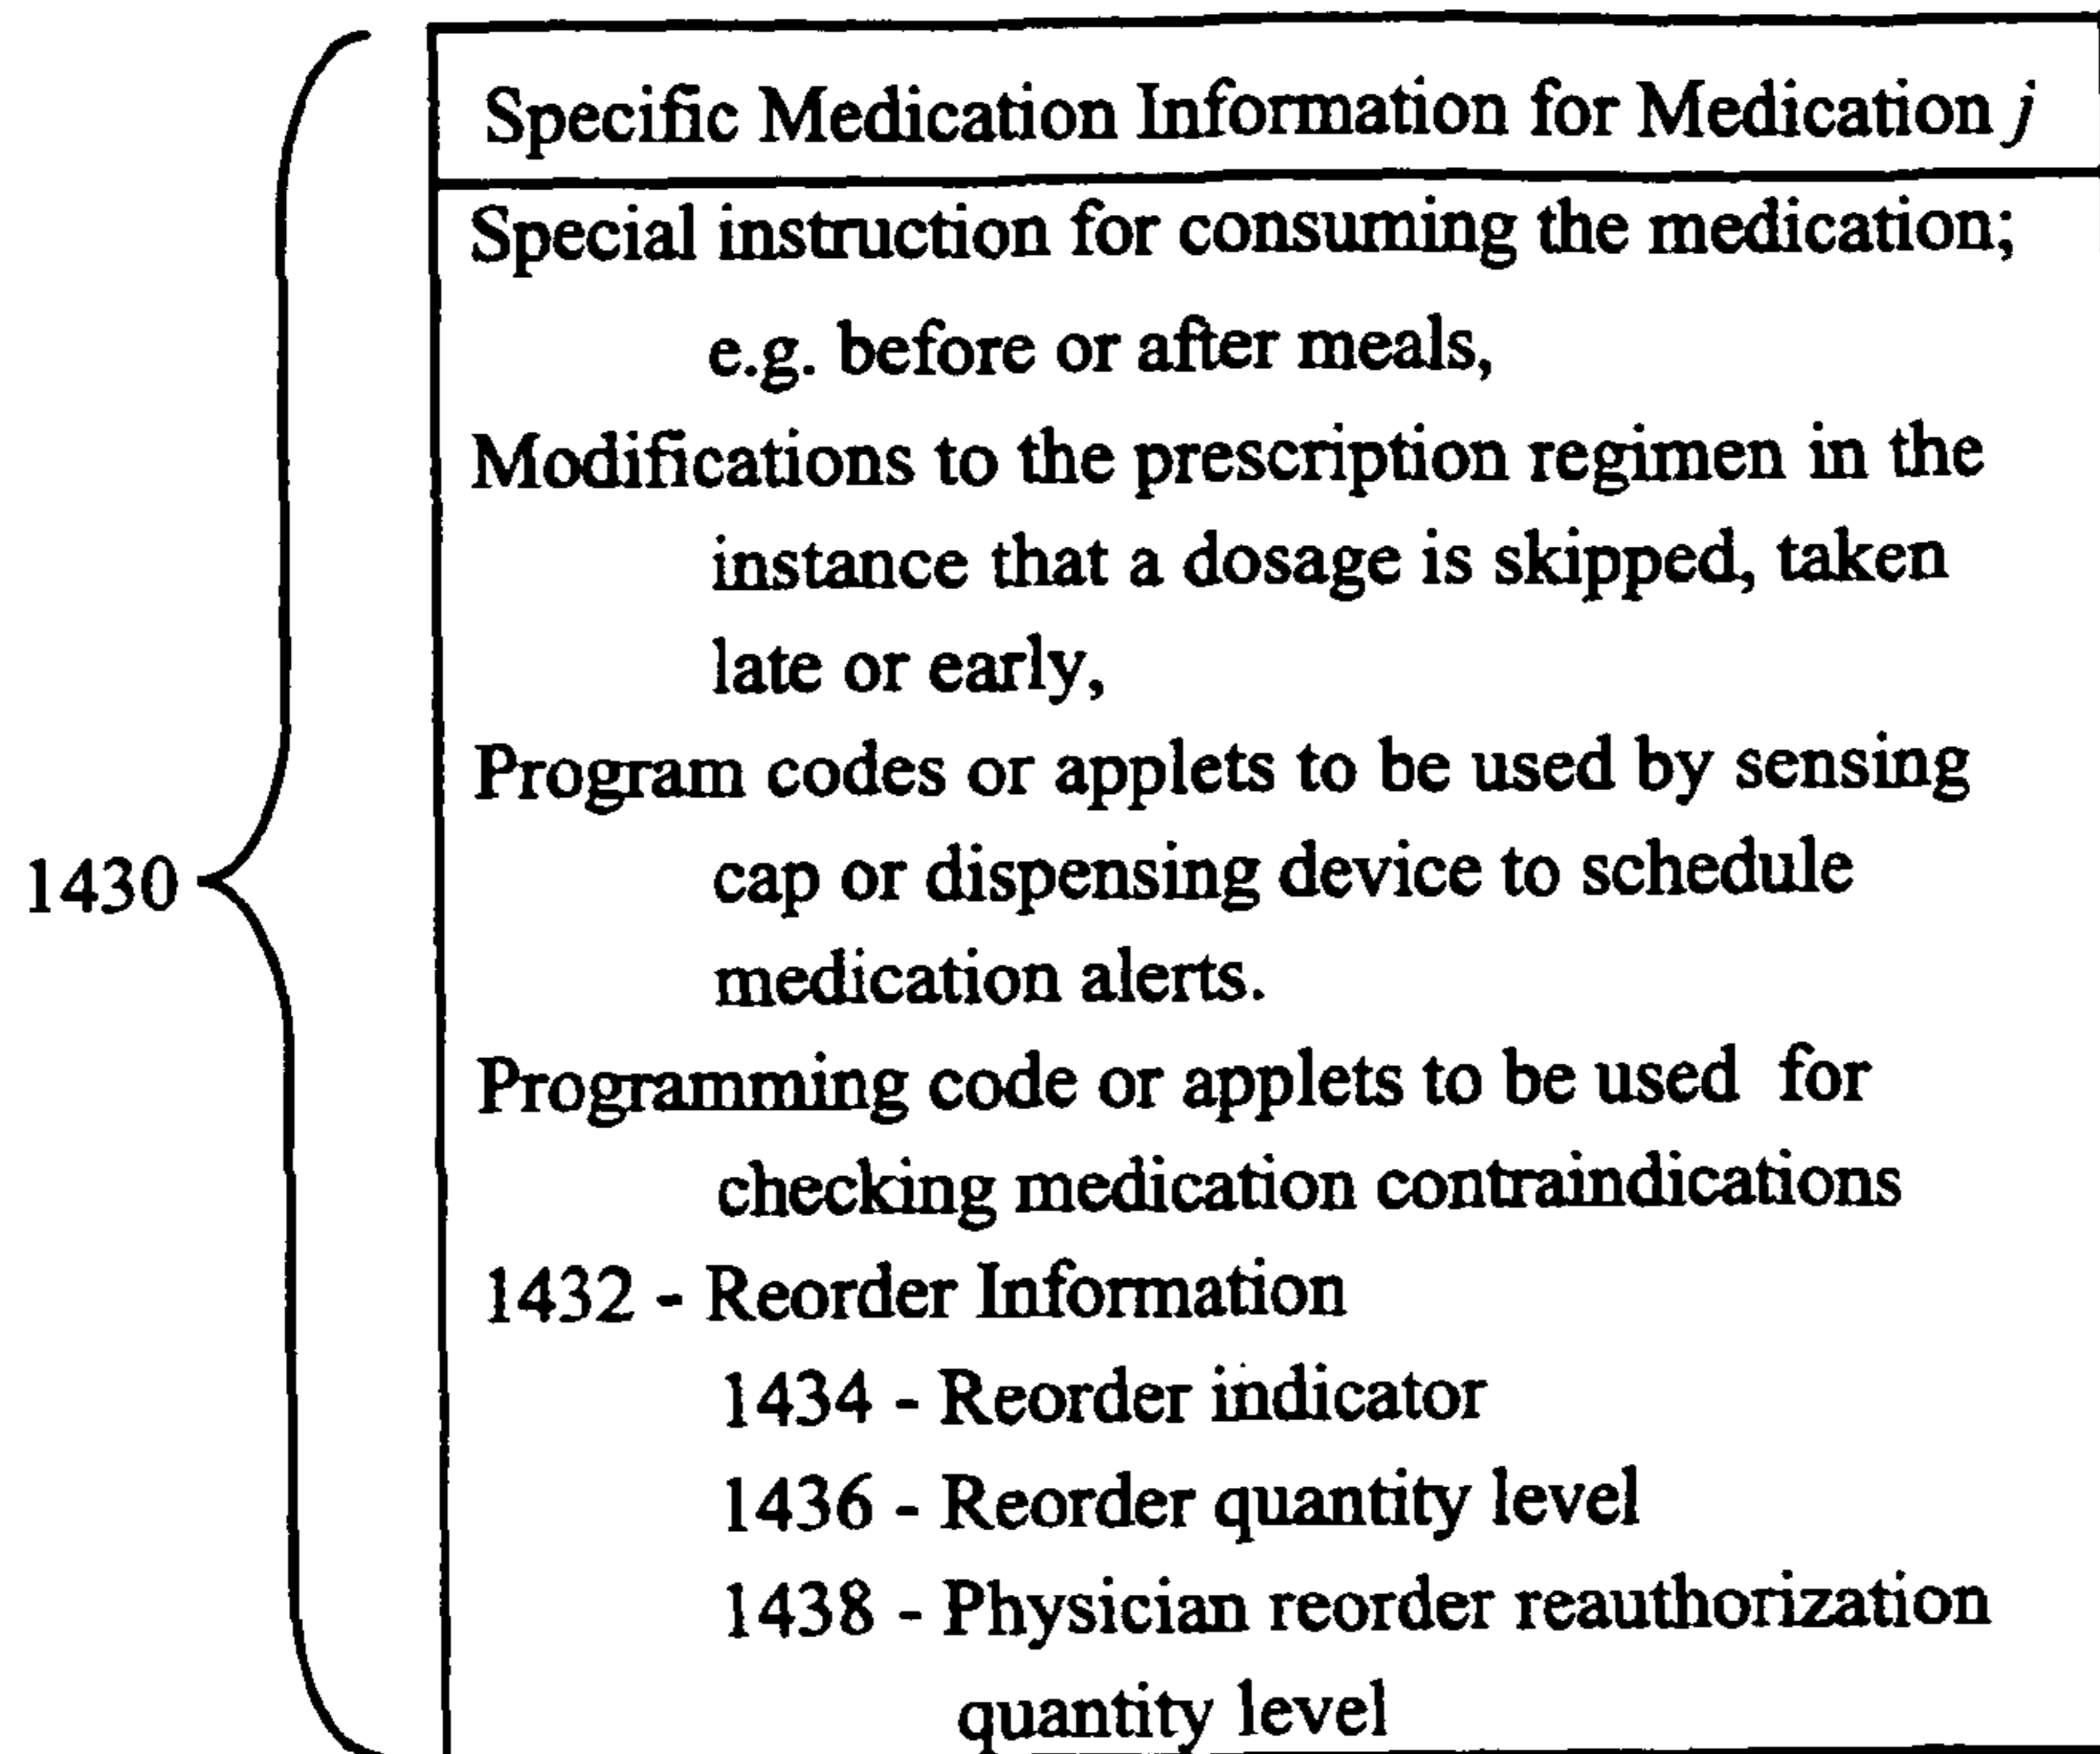 Specific Medication Information for Medication j
Special instruction for consuming the medication;
e.g. before or after meals,
Modifications to the prescription regimen in the
instance that a dosage is skipped, taken
late or early,
Program codes or applets to be used by sensing
1430
cap or dispensing device to schedule
medication alerts.
Programming code or applets to be used for
checking medication contraindications
1432 - Reorder Information
1434 - Reorder indicator
1436 - Reorder quantity level
1438 - Physician reorder reauthorization
quantity level